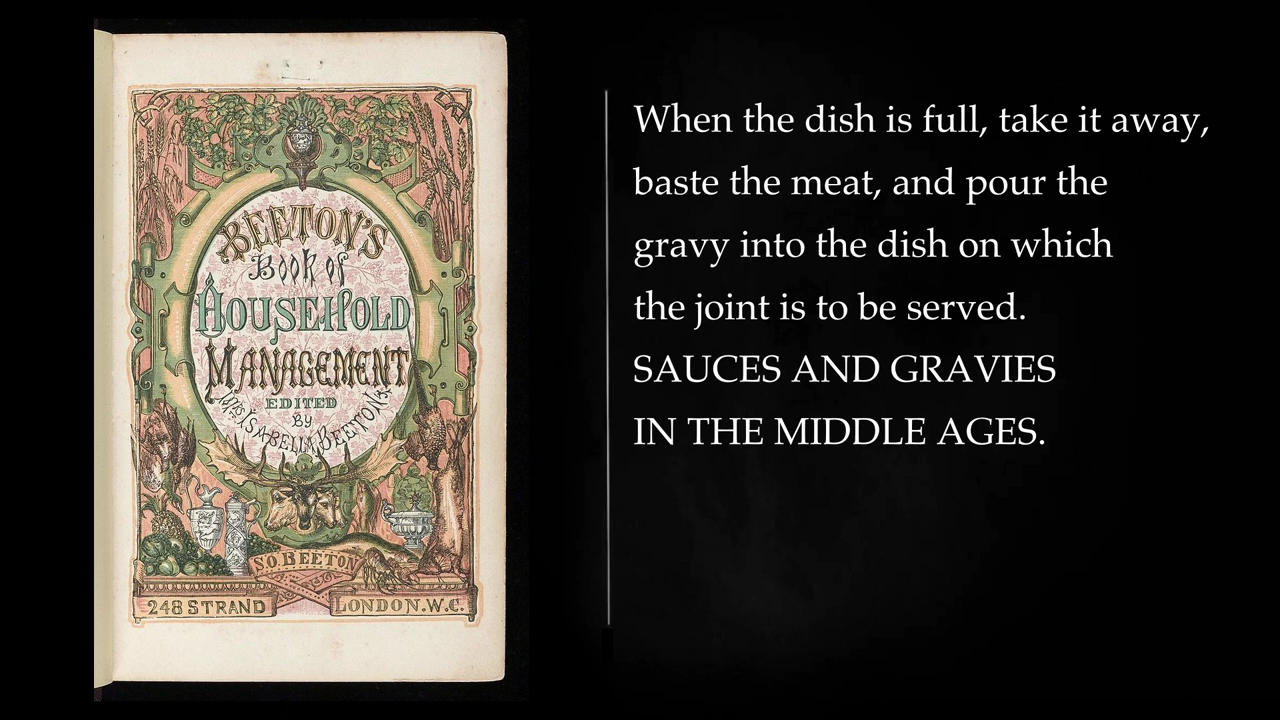 BEETON'S
Book of
HOUSEHOLD
MANAGEMENT
EDITED
BY
MRS ISABELLA BEETON
S.O. BEETON
248 STRAND
LONDON. W.C.
When the dish is full, take it away,
baste the meat, and pour the
gravy into the dish on which
the joint is to be served.
SAUCES AND GRAVIES
IN THE MIDDLE AGES.